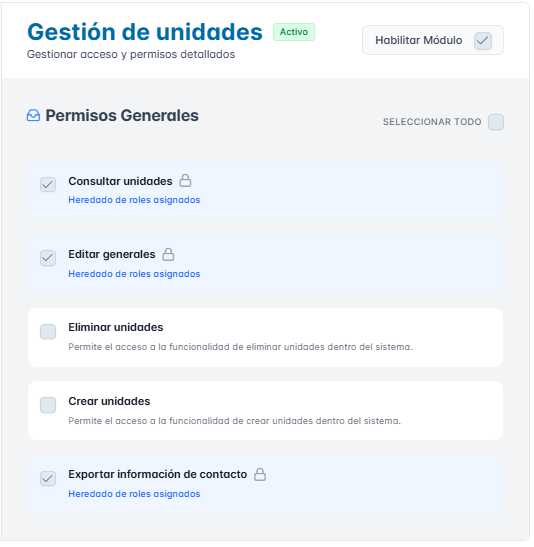 Gestión de unidades
Activo
Gestionar acceso y permisos detallados
Habilitar Módulo
Permisos Generales
SELECCIONAR TODO
Consultar unidades
Heredado de roles asignados
Editar generales
Heredado de roles asignados
Eliminar unidades
Permite el acceso a la funcionalidad de eliminar unidades dentro del sistema.
Crear unidades
Permite el acceso a la funcionalidad de crear unidades dentro del sistema.
Exportar información de contacto
Heredado de roles asignados